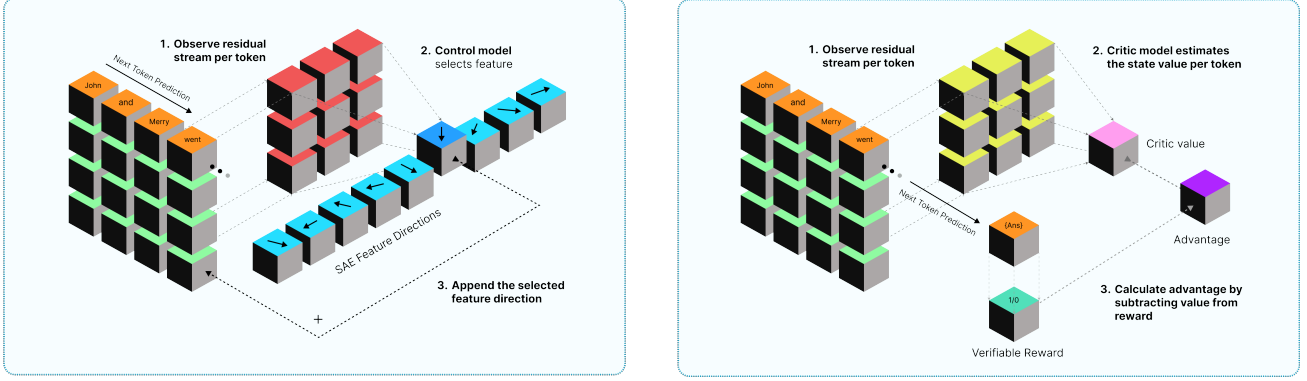 1. Observe residual
stream per token
Next Token Prediction
John
and
Merry
went
2. Control model
selects feature
SAE Feature Directions
3. Append the selected
feature direction
+
1. Observe residual
stream per token
John
and
Merry
went
Next Token Prediction
2. Critic model estimates
the state value per token
Critic value
{Ans}
Advantage
1/0
Verifiable Reward
3. Calculate advantage by
subtracting value from
reward